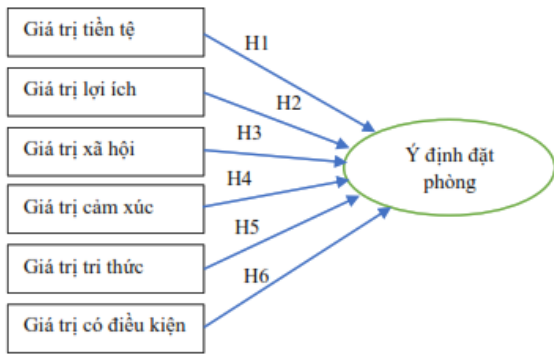 Giá trị tiền tệ
H1
Giá trị lợi ích
H2
Giá trị xã hội
H3
Ý định đặt
phòng
Giá trị cảm xúc
H4
Giá trị tri thức
H5
Giá trị có điều kiện
H6